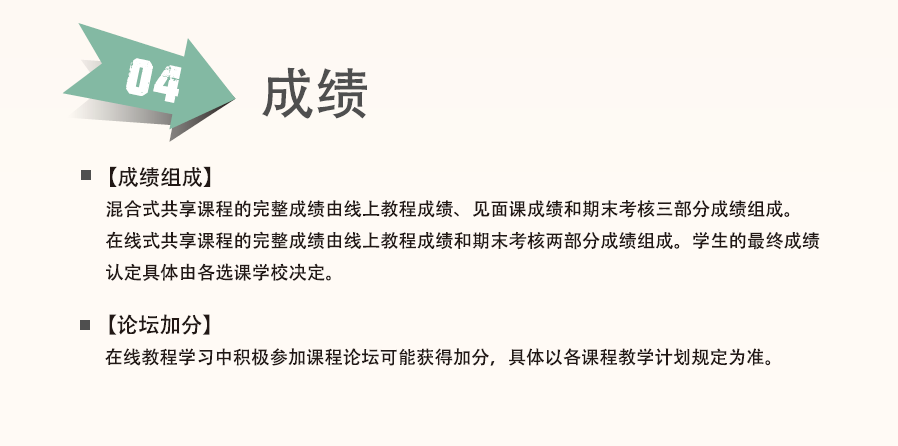 04
成绩
【成绩组成】
混合式共享课程的完整成绩由线上教程成绩、见面课成绩和期末考核三部分成绩组成。
在线式共享课程的完整成绩由线上教程成绩和期末考核两部分成绩组成。学生的最终成绩
认定具体由各选课学校决定。
【论坛加分】
在线教程学习中积极参加课程论坛可能获得加分，具体以各课程教学计划规定为准。